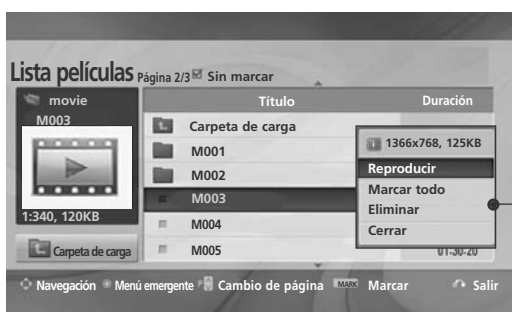 Lista películas Página 2/3 Sin marcar
movie
M003
1:340, 120KB
Carpeta de carga
Título Duración
Carpeta de carga
M001
M002
M003
M004
M005
01:30:20
1366x768, 125KB
Reproducir
Marcar todo
Eliminar
Cerrar
Navegación Menú emergente P Cambio de página MARK Marcar Salir